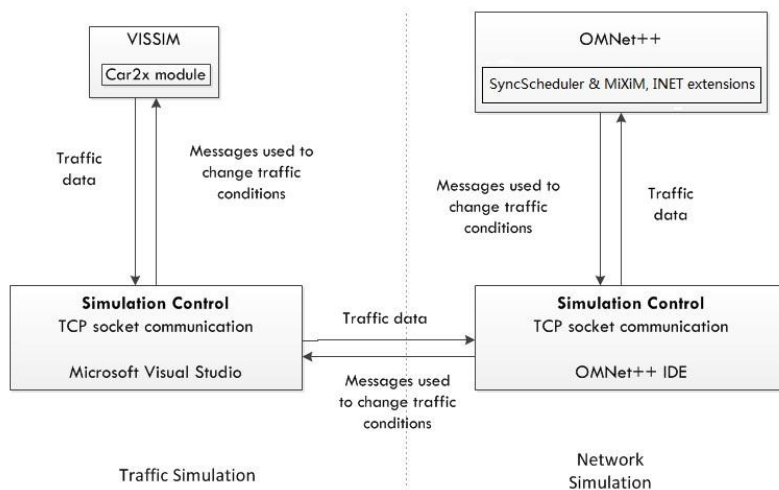 VISSIM
Car2x module
OMNet++
SyncScheduler & MiXiM, INET extensions
Traffic
data
Messages used to
change traffic
conditions
Messages used to
change traffic
conditions
Traffic
data
Simulation Control
TCP socket communication
Microsoft Visual Studio
Traffic data
Messages used
to change traffic
conditions
Simulation Control
TCP socket communication
OMNet++ IDE
Traffic Simulation
Network
Simulation